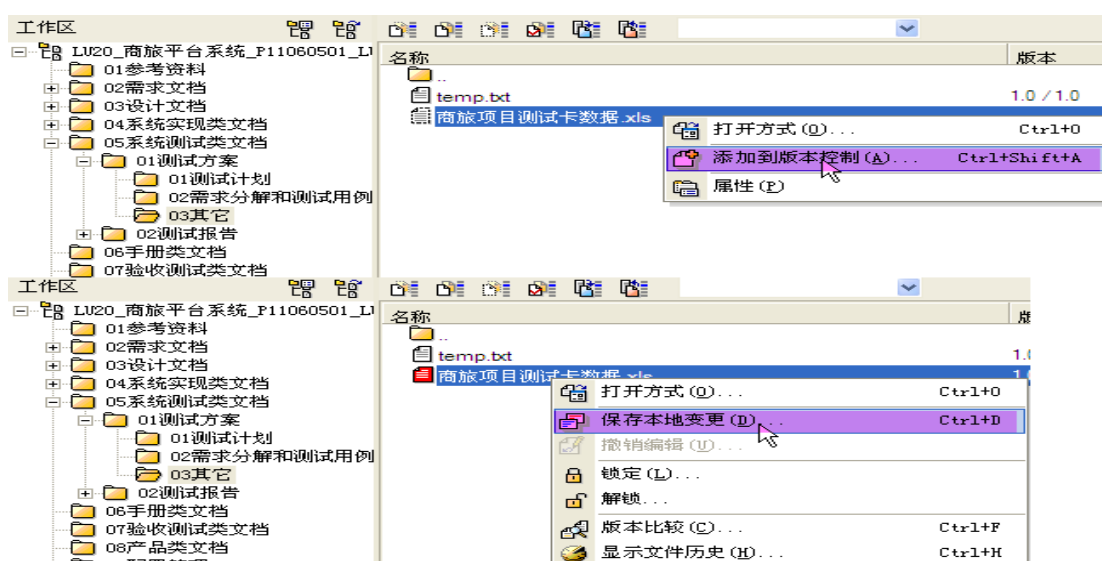 工作区
LU20_商旅平台系统_P11060501_LU
01参考资料
02需求文档
03设计文档
04系统实现类文档
05系统测试类文档
01测试方案
01测试计划
02需求分解和测试用例
03其它
02测试报告
06手册类文档
07验收测试类文档
名称 版本
..
temp.txt 1.0 / 1.0
商旅项目测试卡数据.xls
打开方式(O)... Ctrl+O
添加到版本控制(A)... Ctrl+Shift+A
属性(P)
工作区
LU20_商旅平台系统_P11060501_LU
01参考资料
02需求文档
03设计文档
04系统实现类文档
05系统测试类文档
01测试方案
01测试计划
02需求分解和测试用例
03其它
02测试报告
06手册类文档
07验收测试类文档
08产品类文档
名称
..
temp.txt 1.
商旅项目测试卡数据.xls 1
打开方式(O)... Ctrl+O
保存本地变更(D)... Ctrl+D
撤销编辑(U)...
锁定(L)...
解锁...
版本比较(C)... Ctrl+F
显示文件历史(H)... Ctrl+H